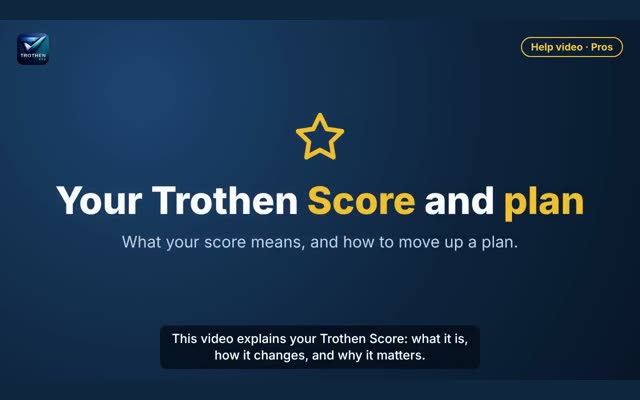 TROTHEN
Help video · Pros
Your Trothen Score and plan
What your score means, and how to move up a plan.
This video explains your Trothen Score: what it is,
how it changes, and why it matters.